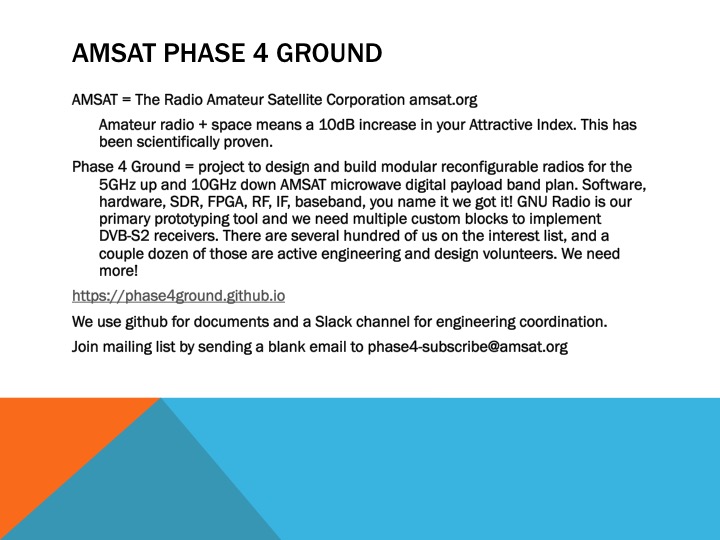 AMSAT PHASE 4 GROUND
AMSAT = The Radio Amateur Satellite Corporation amsat.org
Amateur radio + space means a 10dB increase in your Attractive Index. This has
been scientifically proven.
Phase 4 Ground = project to design and build modular reconfigurable radios for the
5GHz up and 10GHz down AMSAT microwave digital payload band plan. Software,
hardware, SDR, FPGA, RF, IF, baseband, you name it we got it! GNU Radio is our
primary prototyping tool and we need multiple custom blocks to implement
DVB-S2 receivers. There are several hundred of us on the interest list, and a
couple dozen of those are active engineering and design volunteers. We need
more!
https://phase4ground.github.io
We use github for documents and a Slack channel for engineering coordination.
Join mailing list by sending a blank email to phase4-subscribe@amsat.org